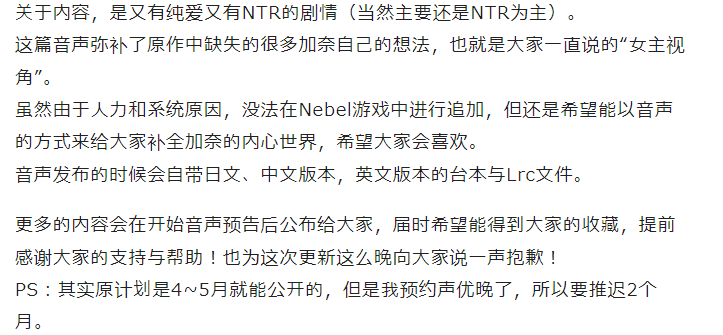 关于内容，是又有纯爱又有NTR的剧情（当然主要还是NTR为主）。
这篇音声弥补了原作中缺失的很多加奈自己的想法，也就是大家一直说的“女主视
角”。
虽然由于人力和系统原因，没法在Nebel游戏中进行追加，但还是希望能以音声
的方式来给大家补全加奈的内心世界，希望大家会喜欢。
音声发布的时候会自带日文、中文版本，英文版本的台本与Lrc文件。
更多的内容会在开始音声预告后公布给大家，届时希望能得到大家的收藏，提前
感谢大家的支持与帮助！也为这次更新这么晚向大家说一声抱歉！
PS：其实原计划是4~5月就能公开的，但是我预约声优晚了，所以要推迟2个
月。